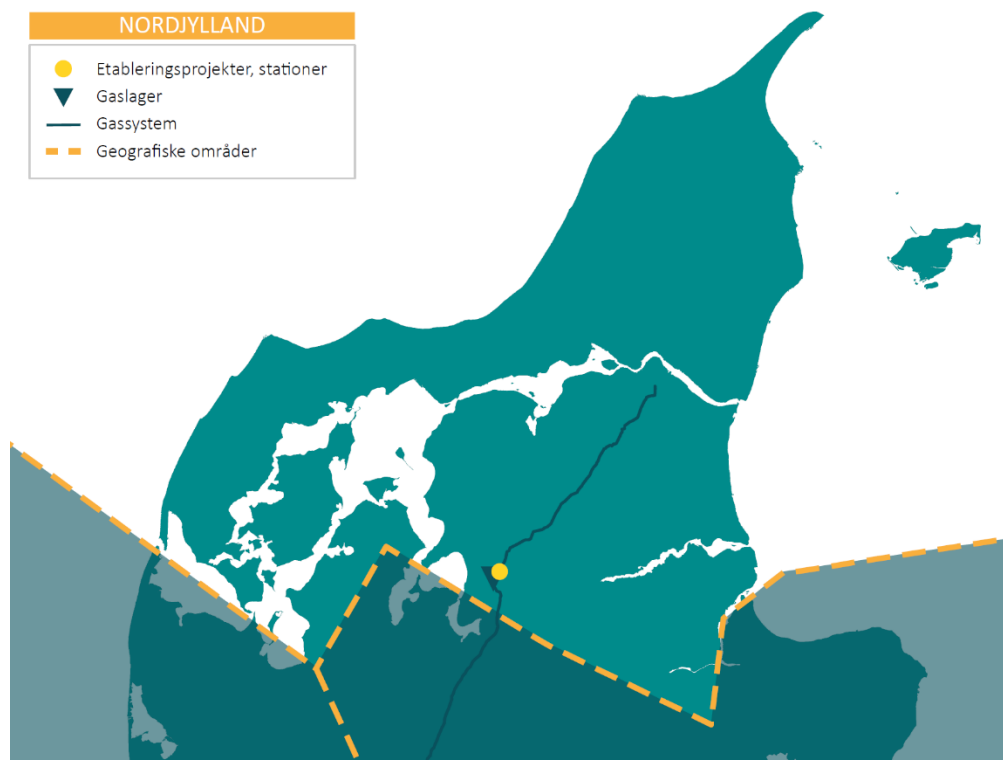 NORDJYLLAND
Etableringsprojekter, stationer
Gaslager
Gassystem
Geografiske områder